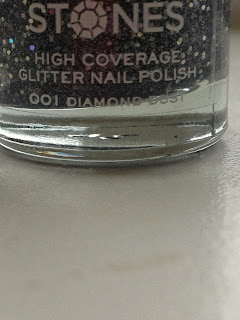 STONES
HIGH COVERAGE
GLITTER NAIL POLISH
001 DIAMOND DUST